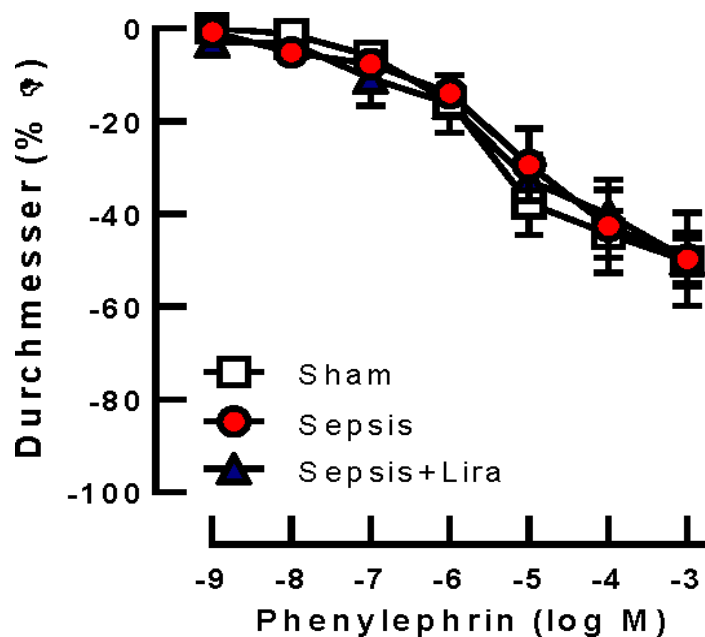 Durchmesser (%
0
-20
-40
-60
-80
-100
Sham
Sepsis
Sepsis+Lira
-9 -8 -7 -6 -5 -4 -3
Phenylephrin (log M)